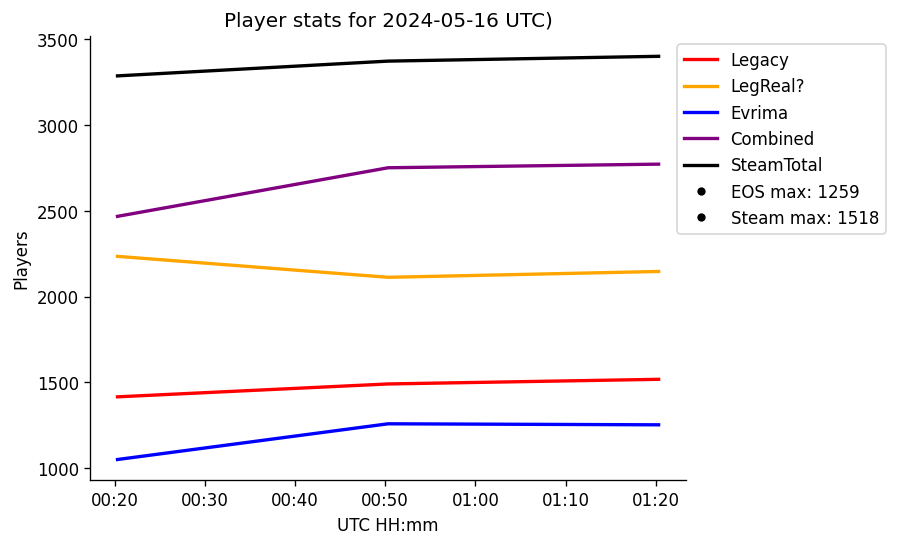 Player stats for 2024-05-16 UTC)
3500
3000
2500
2000
1500
1000
Players
00:20 00:30 00:40 00:50 01:00 01:10 01:20
UTC HH:mm
Legacy
LegReal?
Evrima
Combined
SteamTotal
EOS max: 1259
Steam max: 1518